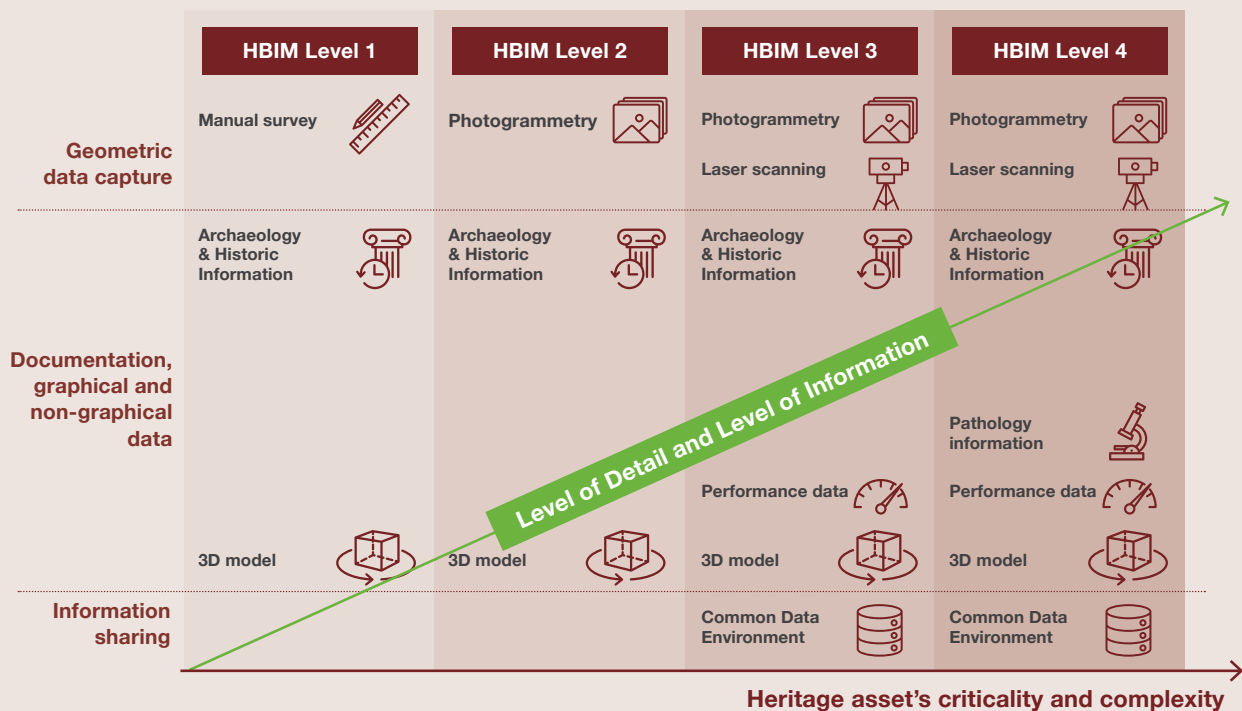 HBIM Level 1
HBIM Level 2
HBIM Level 3
HBIM Level 4
Geometric
data capture
Manual survey
Photogrammetry
Photogrammetry
Laser scanning
Photogrammetry
Laser scanning
Documentation,
graphical and
non-graphical
data
Archaeology
& Historic
Information
3D model
Archaeology
& Historic
Information
3D model
Archaeology
& Historic
Information
Performance data
3D model
Archaeology
& Historic
Information
Pathology
information
Performance data
3D model
Level of Detail and Level of Information
Information
sharing
Common Data
Environment
Common Data
Environment
Heritage asset's criticality and complexity